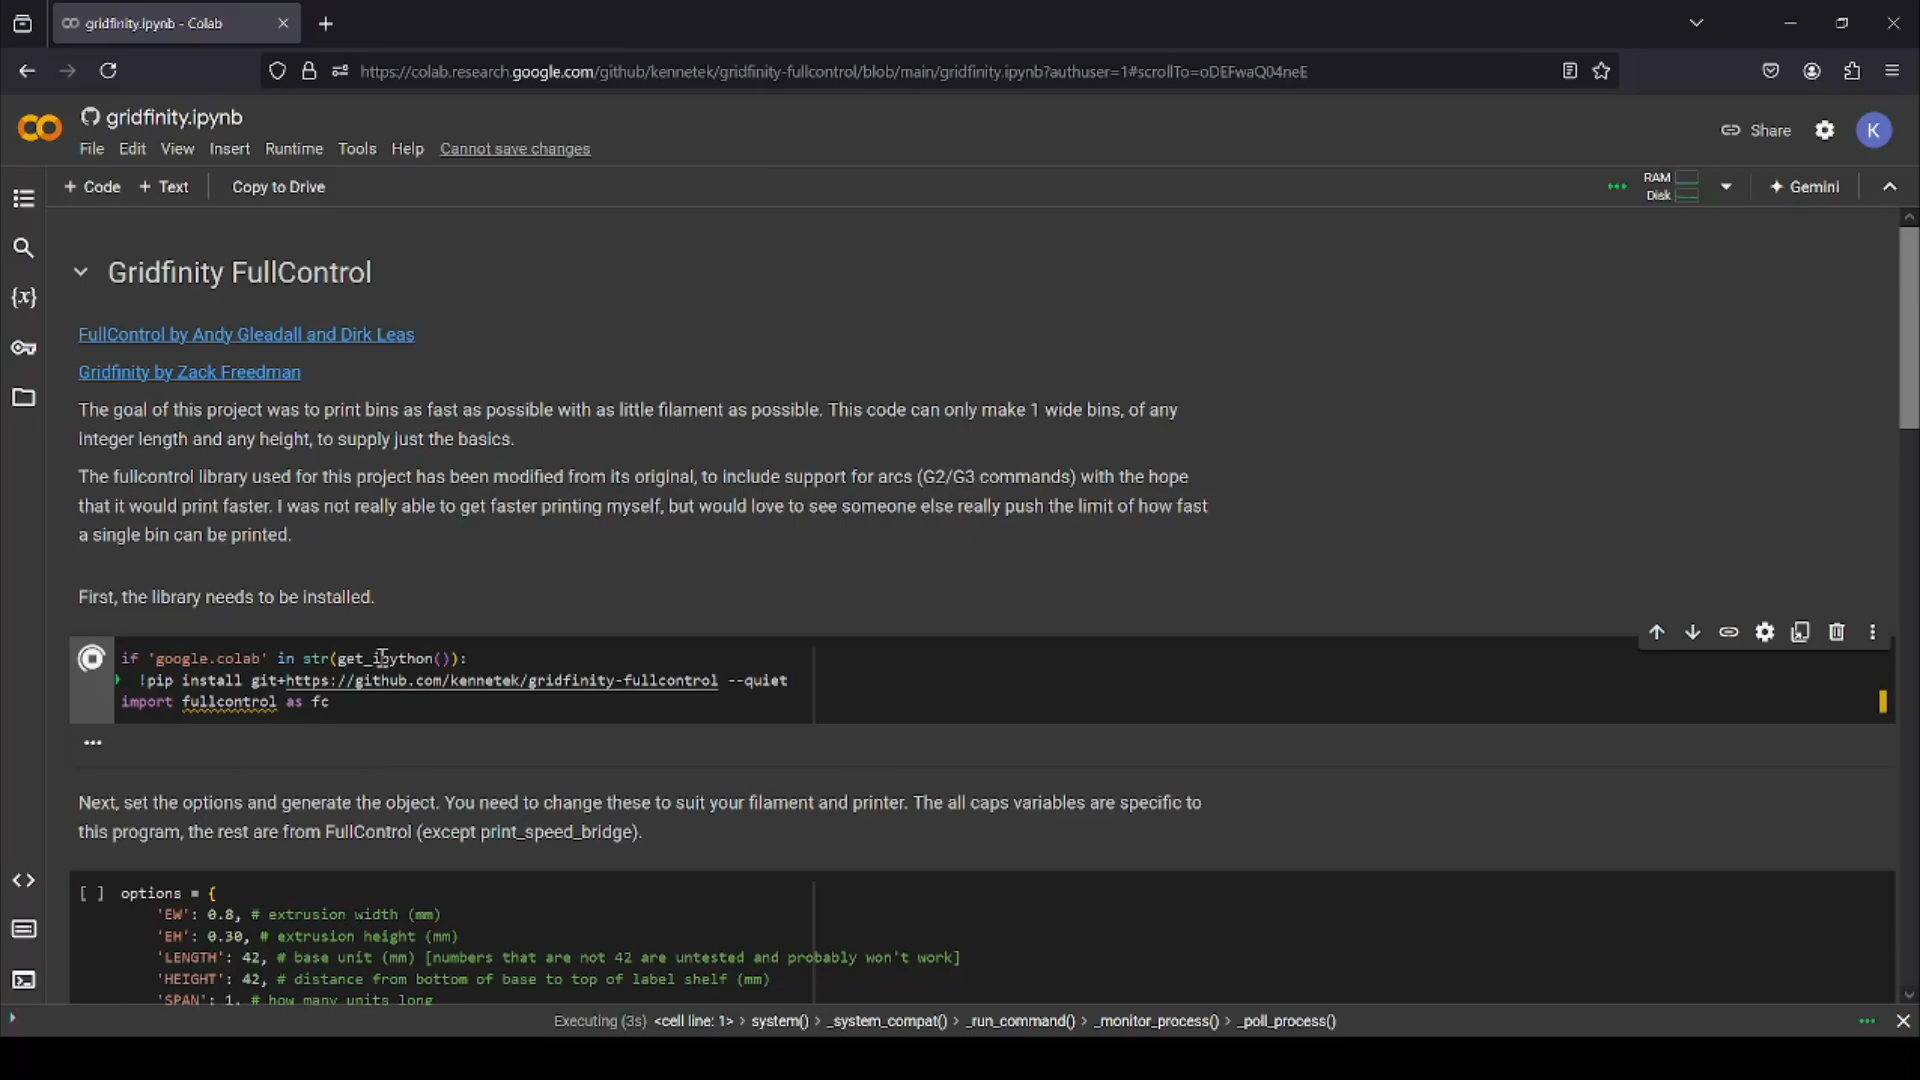 gridfinity.ipynb - Colab
https://colab.research.google.com/github/kennetek/gridfinity-fullcontrol/blob/main/gridfinity.ipynb?authuser=1#scrollTo=oDEFwaQ04neE
gridfinity.ipynb
Share
K
File Edit View Insert Runtime Tools Help Cannot save changes
+ Code + Text Copy to Drive
RAM
Disk
Gemini
Gridfinity FullControl
FullControl by Andy Gleadall and Dirk Leas
Gridfinity by Zack Freedman
The goal of this project was to print bins as fast as possible with as little filament as possible. This code can only make 1 wide bins, of any
integer length and any height, to supply just the basics.
The fullcontrol library used for this project has been modified from its original, to include support for arcs (G2/G3 commands) with the hope
that it would print faster. I was not really able to get faster printing myself, but would love to see someone else really push the limit of how fast
a single bin can be printed.
First, the library needs to be installed.
if 'google.colab' in str(get_ipython()):
!pip install git+https://github.com/kennetek/gridfinity-fullcontrol --quiet
import fullcontrol as fc
Next, set the options and generate the object. You need to change these to suit your filament and printer. The all caps variables are specific to
this program, the rest are from FullControl (except print_speed_bridge).
[ ] options = {
'EW': 0.8, # extrusion width (mm)
'EH': 0.30, # extrusion height (mm)
'LENGTH': 42, # base unit (mm) [numbers that are not 42 are untested and probably won't work]
'HEIGHT': 42, # distance from bottom of base to top of label shelf (mm)
'SPAN': 1, # how many units long
Executing (3s) <cell line: 1> > system() > _system_compat() > _run_command() > _monitor_process() > _poll_process()